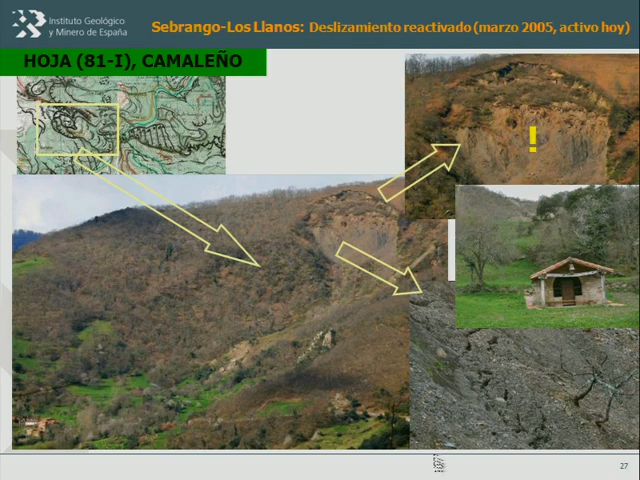 Instituto Geológico
y Minero de España
Sebrango-Los Llanos: Deslizamiento reactivado (marzo 2005, activo hoy)
HOJA (81-I), CAMALEÑO
!
27